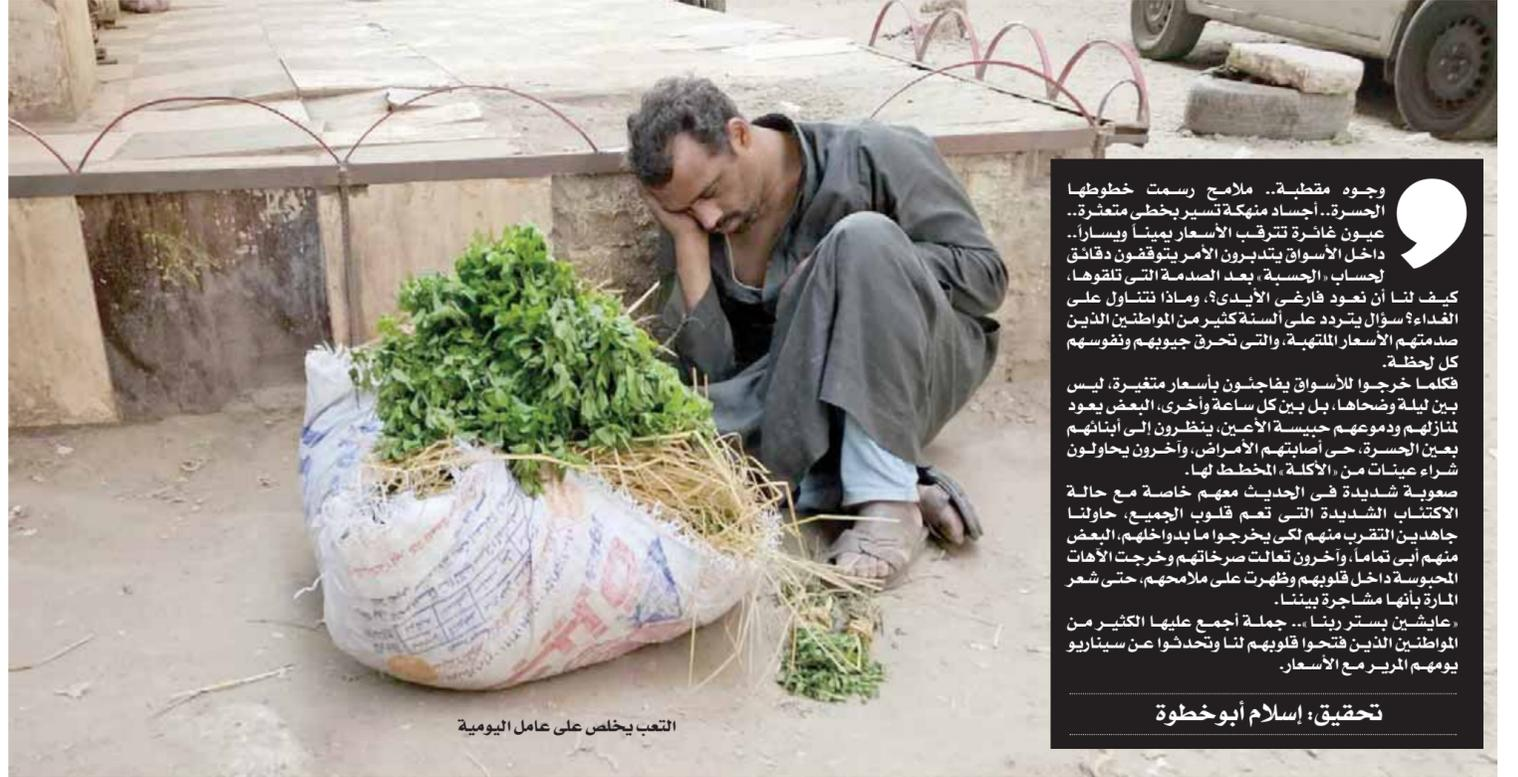 وجوه مقطبة.. ملامح رسمت خطوطها
الحسرة.. أجساد منهكة تسير بخطى متعثرة..
عيون غائرة تترقب الأسعار يميناً ويساراً..
داخل الأسواق يتدبرون الأمر يتوقفون دقائق
لحساب «الحسبة» بعد الصدمة التى تلقوها،
كيف لنا أن نعود فارغى الأيدى؟، وماذا نتناول على
الغداء؟ سؤال يتردد على ألسنة كثير من المواطنين الذين
صدمتهم الأسعار الملتهبة، والتى تحرق جيوبهم ونفوسهم
كل لحظة.
فكلما خرجوا للأسواق يفاجئون بأسعار متغيرة، ليس
بين ليلة وضحاها، بل بين كل ساعة وأخرى، البعض يعود
لمنازلهم ودموعهم حبيسة الأعين، ينظرون إلى أبنائهم
بعين الحسرة، حى أصابتهم الأمراض، وآخرون يحاولون
شراء عينات من «الأكلة» المخطط لها.
صعوبة شديدة فى الحديث معهم خاصة مع حالة
الاكتئاب الشديدة التى تعم قلوب الجميع، حاولنا
جاهدين التقرب منهم لكى يخرجوا ما بدواخلهم، البعض
منهم أبى تماماً، وآخرون تعالت صرخاتهم وخرجت الأهات
المحبوسة داخل قلوبهم وظهرت على ملامحهم، حتى شعر
المارة بأنها مشاجرة بيننا.
«عايشين بستر ربنا».. جملة أجمع عليها الكثير من
المواطنين الذين فتحوا قلوبهم لنا وتحدثوا عن سيناريو
يومهم المرير مع الأسعار.
تحقيق: إسلام أبوخطوة
التعب يخلص على عامل اليومية